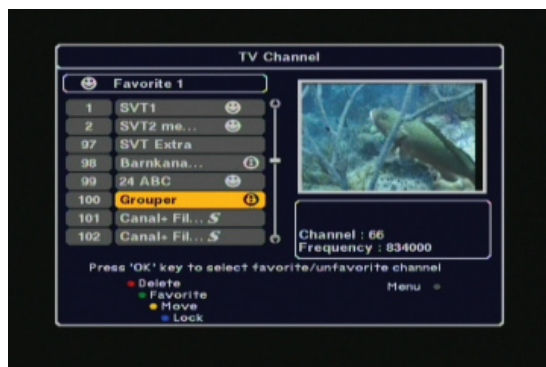 TV Channel
Favorite 1
1 SVT1
2 SVT2 me...
97 SVT Extra
98 Barnkana...
99 24 ABC
100 Grouper
101 Canal+ Fil... S
102 Canal+ Fil... S
Channel : 66
Frequency : 834000
Press 'OK' key to select favorite/unfavorite channel
Delete
Favorite
Move
Lock
Menu